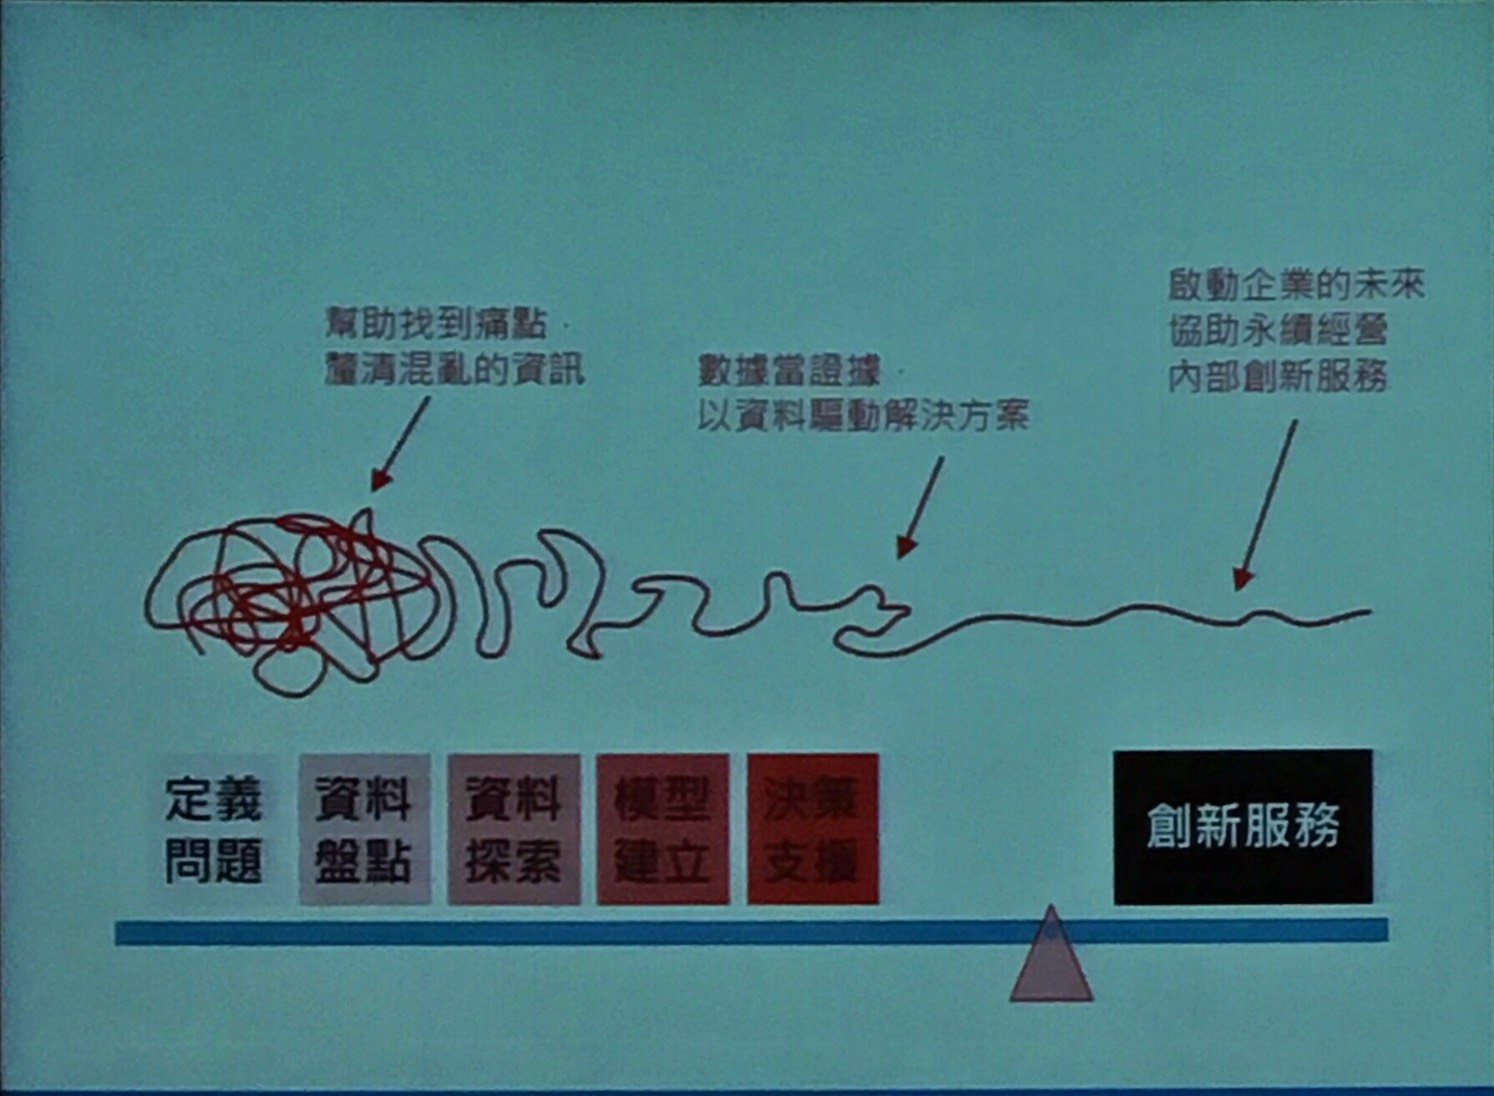 啟動企業的未來
協助永續經營
內部創新服務
幫助找到痛點
釐清混亂的資訊
數據當證據
以資料驅動解決方案
定義
問題
資料
盤點
資料
探索
模型
建立
決策
支援
創新服務